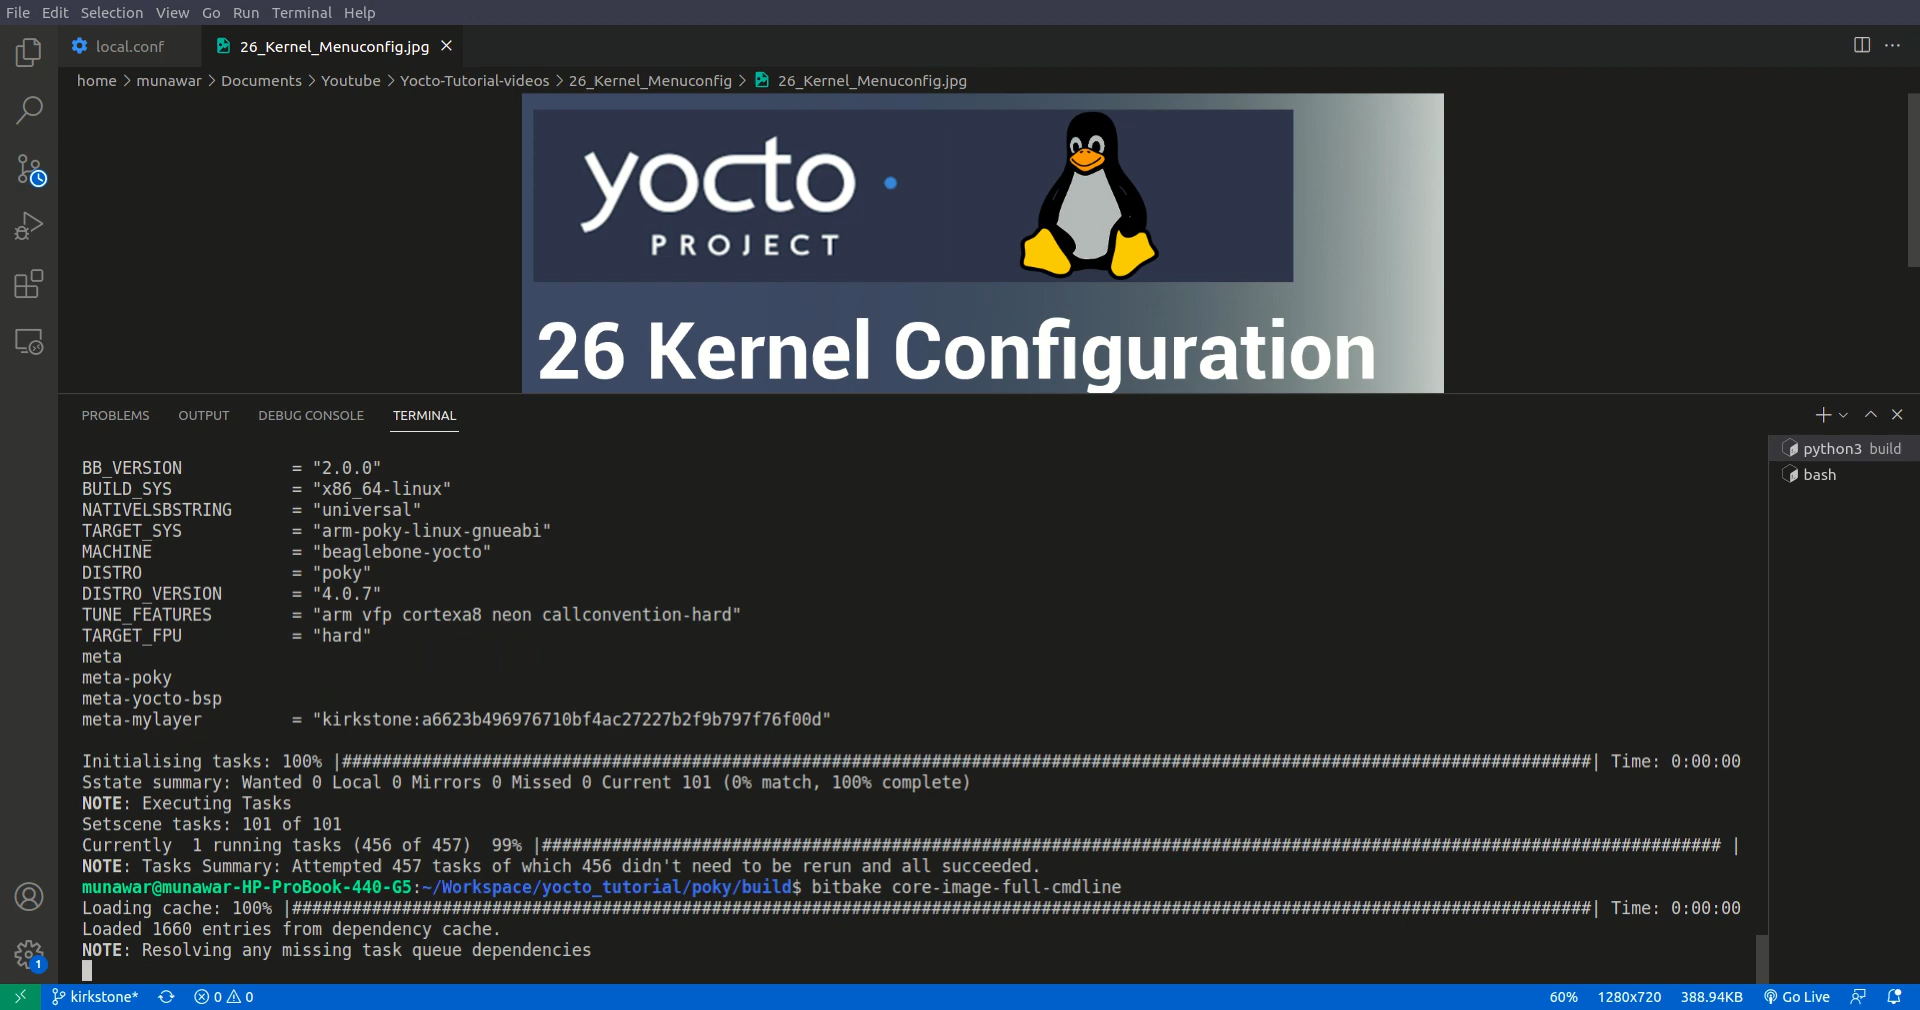 File Edit Selection View Go Run Terminal Help
local.conf 26_Kernel_Menuconfig.jpg
home > munawar > Documents > Youtube > Yocto-Tutorial-videos > 26_Kernel_Menuconfig > 26_Kernel_Menuconfig.jpg
yocto
PROJECT
26 Kernel Configuration
PROBLEMS OUTPUT DEBUG CONSOLE TERMINAL
python3 build
bash
BB_VERSION = "2.0.0"
BUILD_SYS = "x86_64-linux"
NATIVELSBSTRING = "universal"
TARGET_SYS = "arm-poky-linux-gnueabi"
MACHINE = "beaglebone-yocto"
DISTRO = "poky"
DISTRO_VERSION = "4.0.7"
TUNE_FEATURES = "arm vfp cortexa8 neon callconvention-hard"
TARGET_FPU = "hard"
meta
meta-poky
meta-yocto-bsp
meta-mylayer = "kirkstone:a6623b496976710bf4ac27227b2f9b797f76f00d"
Initialising tasks: 100% |#############################################################################################################################| Time: 0:00:00
Sstate summary: Wanted 0 Local 0 Mirrors 0 Missed 0 Current 101 (0% match, 100% complete)
NOTE: Executing Tasks
Setscene tasks: 101 of 101
Currently  1 running tasks (456 of 457)  99% |###################################################################################################################### |
NOTE: Tasks Summary: Attempted 457 tasks of which 456 didn't need to be rerun and all succeeded.
munawar@munawar-HP-ProBook-440-G5:~/Workspace/yocto_tutorial/poky/build$ bitbake core-image-full-cmdline
Loading cache: 100% |##################################################################################################################################| Time: 0:00:00
Loaded 1660 entries from dependency cache.
NOTE: Resolving any missing task queue dependencies
1
kirkstone* 0 0 60% 1280x720 388.94KB Go Live